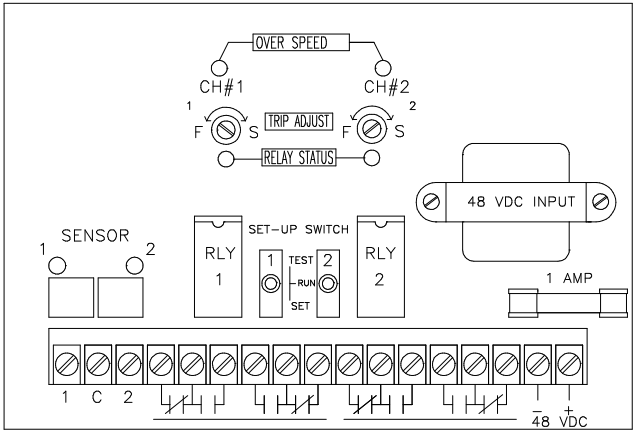 OVER SPEED
CH#1 CH#2
1 2
F S TRIP ADJUST F S
RELAY STATUS
48 VDC INPUT
SENSOR
1 2
SET-UP SWITCH
RLY 1
RLY 2
1 TEST 2
RUN
SET
1 AMP
1 C 2
- +
48 VDC